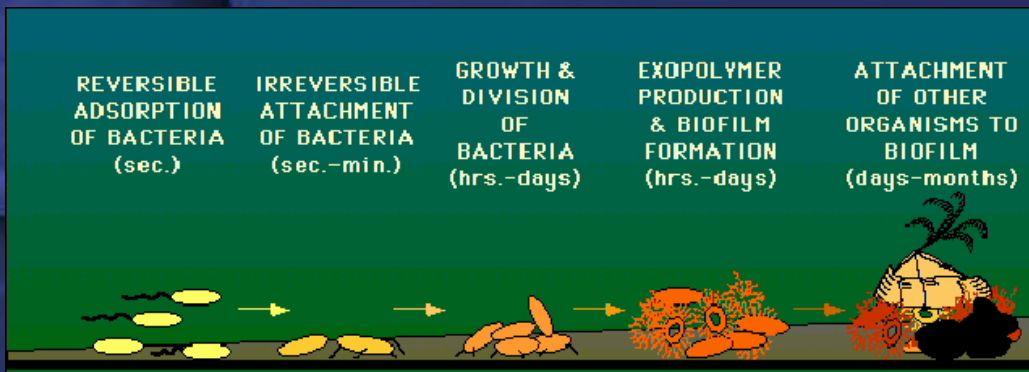 REVERSIBLE
ADSORPTION
OF BACTERIA
(sec.)
IRREVERSIBLE
ATTACHMENT
OF BACTERIA
(sec.-min.)
GROWTH &
DIVISION
OF
BACTERIA
(hrs.-days)
EXOPOLYMER
PRODUCTION
& BIOFILM
FORMATION
(hrs.-days)
ATTACHMENT
OF OTHER
ORGANISMS TO
BIOFILM
(days-months)